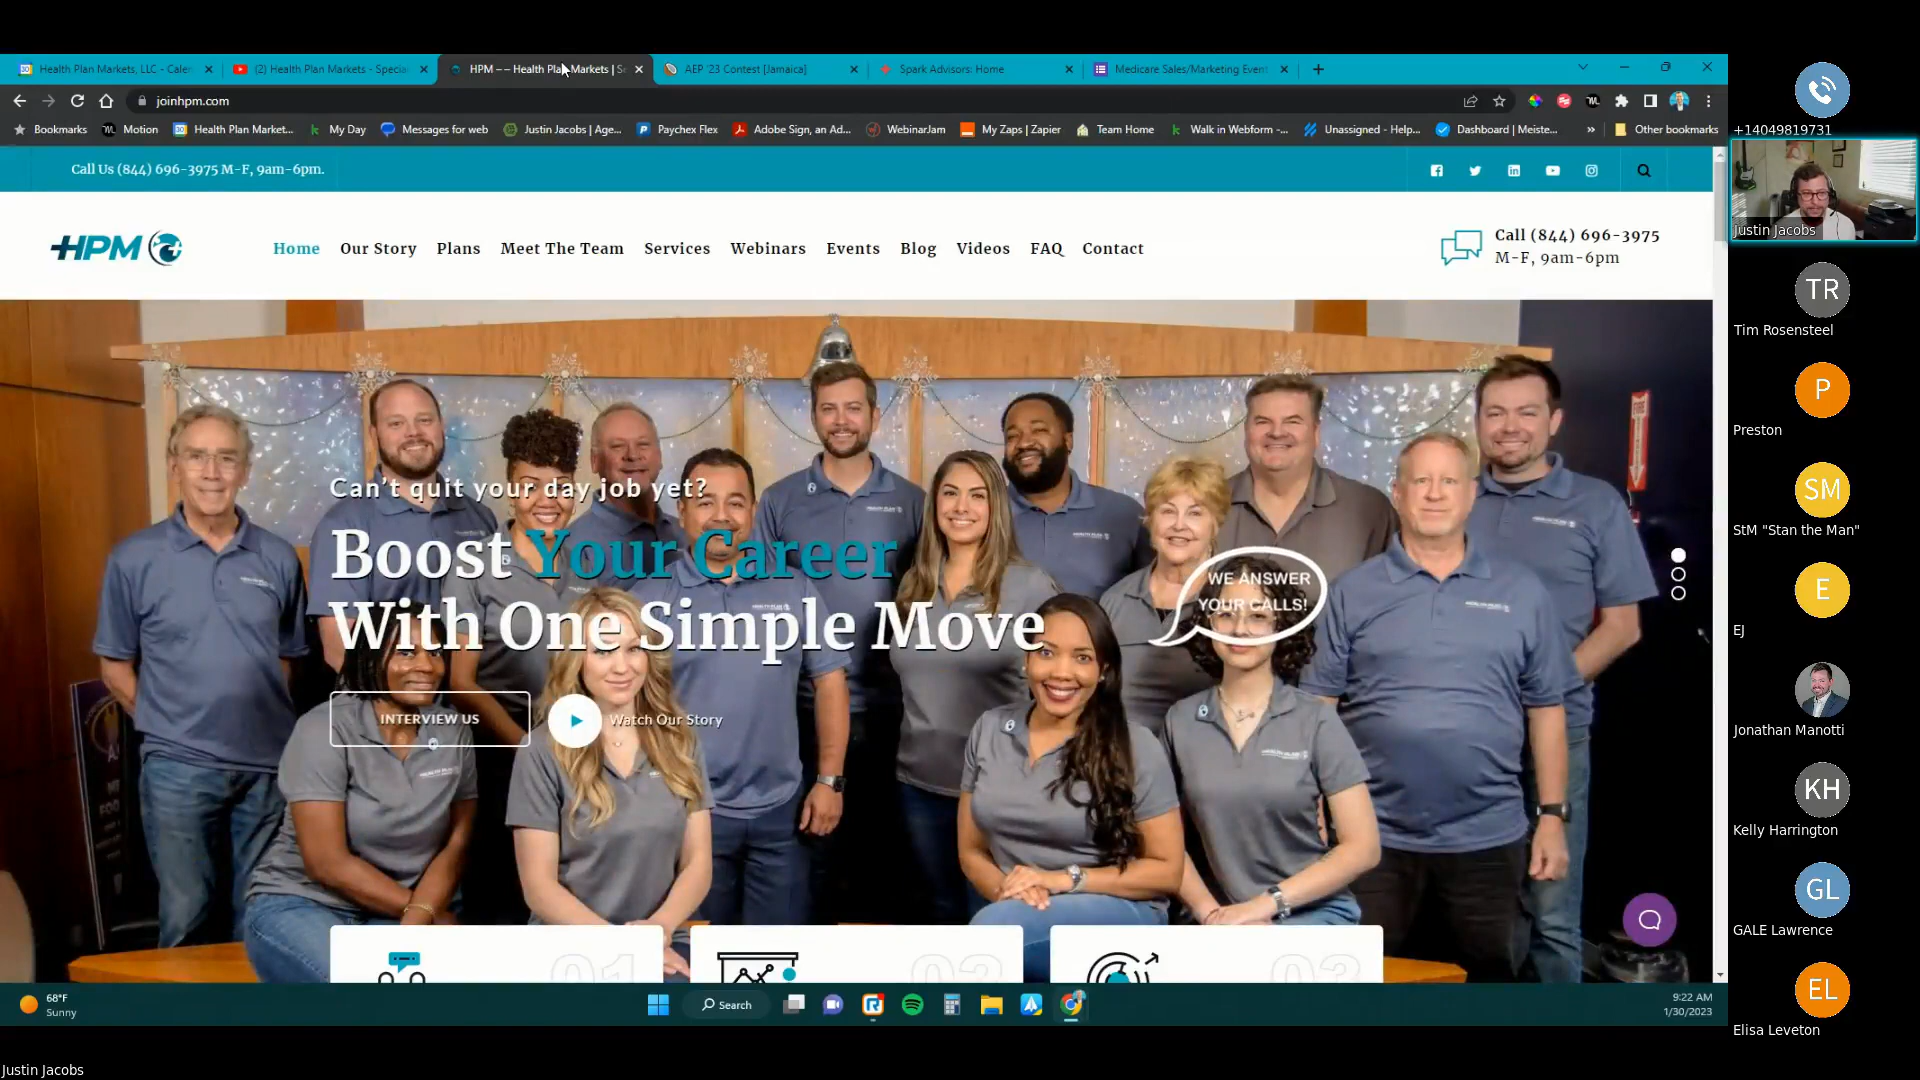 Health Plan Markets, LLC - Calen
(2) Health Plan Markets - Specia
HPM – – Health Plan Markets | S
AEP '23 Contest [Jamaica]
Spark Advisors: Home
Medicare Sales/Marketing Event
joinhpm.com
Bookmarks
Motion
Health Plan Market...
My Day
Messages for web
Justin Jacobs | Age...
Paychex Flex
Adobe Sign, an Ad...
WebinarJam
My Zaps | Zapier
Team Home
Walk in Webform -...
Unassigned - Help...
Dashboard | Meiste...
»
Other bookmarks
Call Us (844) 696-3975 M-F, 9am-6pm.
HPM
Home
Our Story
Plans
Meet The Team
Services
Webinars
Events
Blog
Videos
FAQ
Contact
Call (844) 696-3975
M-F, 9am-6pm
Can't quit your day job yet?
Boost Your Career
With One Simple Move
WE ANSWER
YOUR CALLS!
INTERVIEW US
Watch Our Story
01
02
03
68°F
Sunny
Search
9:22 AM
1/30/2023
+14049819731
Justin Jacobs
TR
Tim Rosensteel
P
Preston
SM
StM "Stan the Man"
E
EJ
Jonathan Manotti
KH
Kelly Harrington
GL
GALE Lawrence
EL
Elisa Leveton
Justin Jacobs